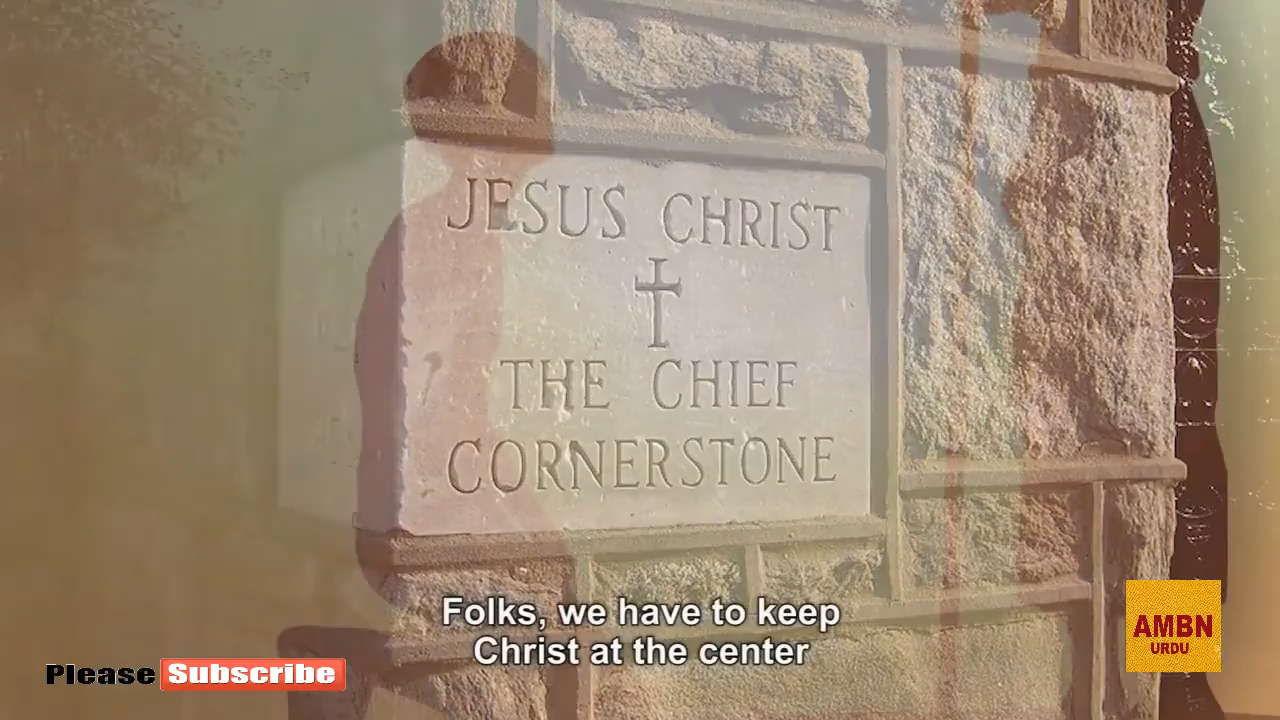 JESUS CHRIST
THE CHIEF
CORNERSTONE
Folks, we have to keep
Christ at the center
Please Subscribe
AMBN
URDU